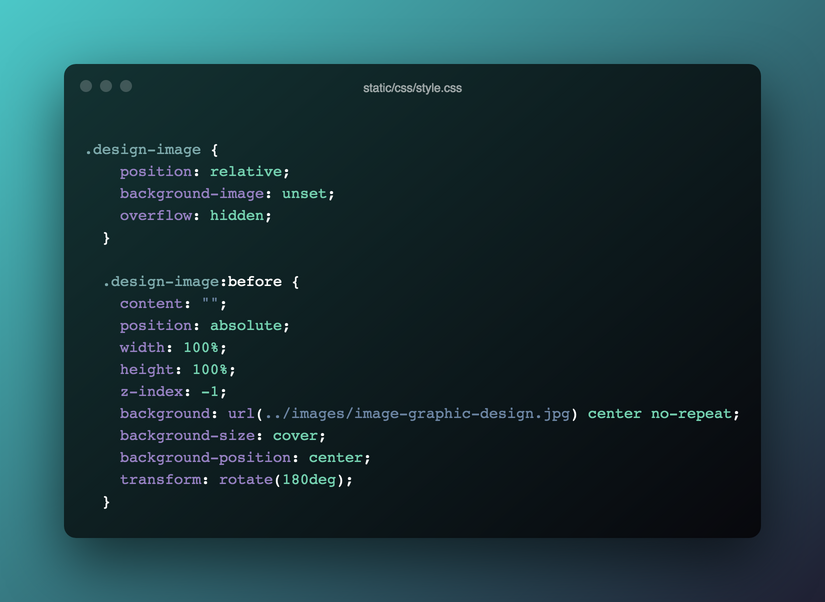 static/css/style.css
.design-image {
position: relative;
background-image: unset;
overflow: hidden;
}
.design-image:before {
content: "";
position: absolute;
width: 100%;
height: 100%;
z-index: -1;
background: url(../images/image-graphic-design.jpg) center no-repeat;
background-size: cover;
background-position: center;
transform: rotate(180deg);
}